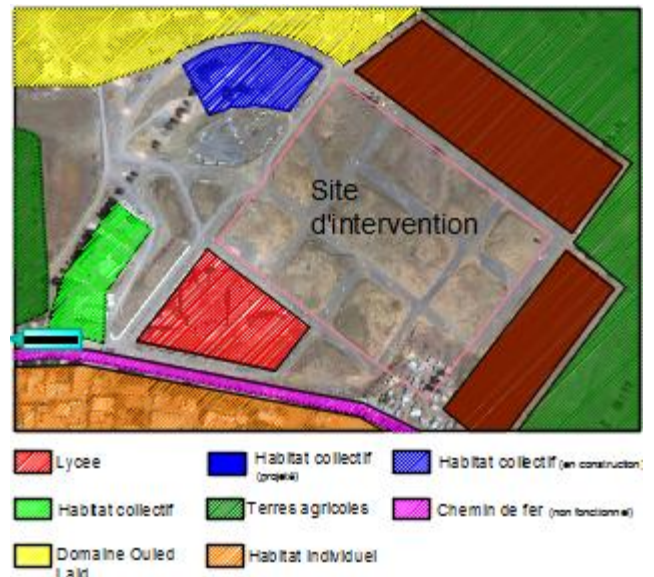 Site
d'intervention
Lycee
Habitat collectif
(projeté)
Habitat collectif (en construction)
Habitat collectif
Terres agricoles
Chemin de fer (non fonctionnel)
Domaine Ouled
Laid
Habitat individuel